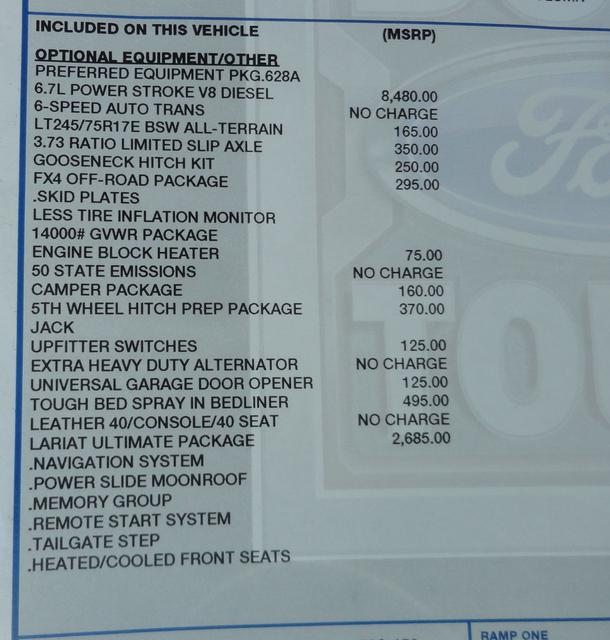 INCLUDED ON THIS VEHICLE (MSRP)
OPTIONAL EQUIPMENT/OTHER
PREFERRED EQUIPMENT PKG.628A
6.7L POWER STROKE V8 DIESEL 8,480.00
6-SPEED AUTO TRANS NO CHARGE
LT245/75R17E BSW ALL-TERRAIN 165.00
3.73 RATIO LIMITED SLIP AXLE 350.00
GOOSENECK HITCH KIT 250.00
FX4 OFF-ROAD PACKAGE 295.00
.SKID PLATES
LESS TIRE INFLATION MONITOR
14000# GVWR PACKAGE
ENGINE BLOCK HEATER 75.00
50 STATE EMISSIONS NO CHARGE
CAMPER PACKAGE 160.00
5TH WHEEL HITCH PREP PACKAGE 370.00
JACK
UPFITTER SWITCHES 125.00
EXTRA HEAVY DUTY ALTERNATOR NO CHARGE
UNIVERSAL GARAGE DOOR OPENER 125.00
TOUGH BED SPRAY IN BEDLINER 495.00
LEATHER 40/CONSOLE/40 SEAT NO CHARGE
LARIAT ULTIMATE PACKAGE 2,685.00
.NAVIGATION SYSTEM
.POWER SLIDE MOONROOF
.MEMORY GROUP
.REMOTE START SYSTEM
.TAILGATE STEP
.HEATED/COOLED FRONT SEATS
RAMP ONE